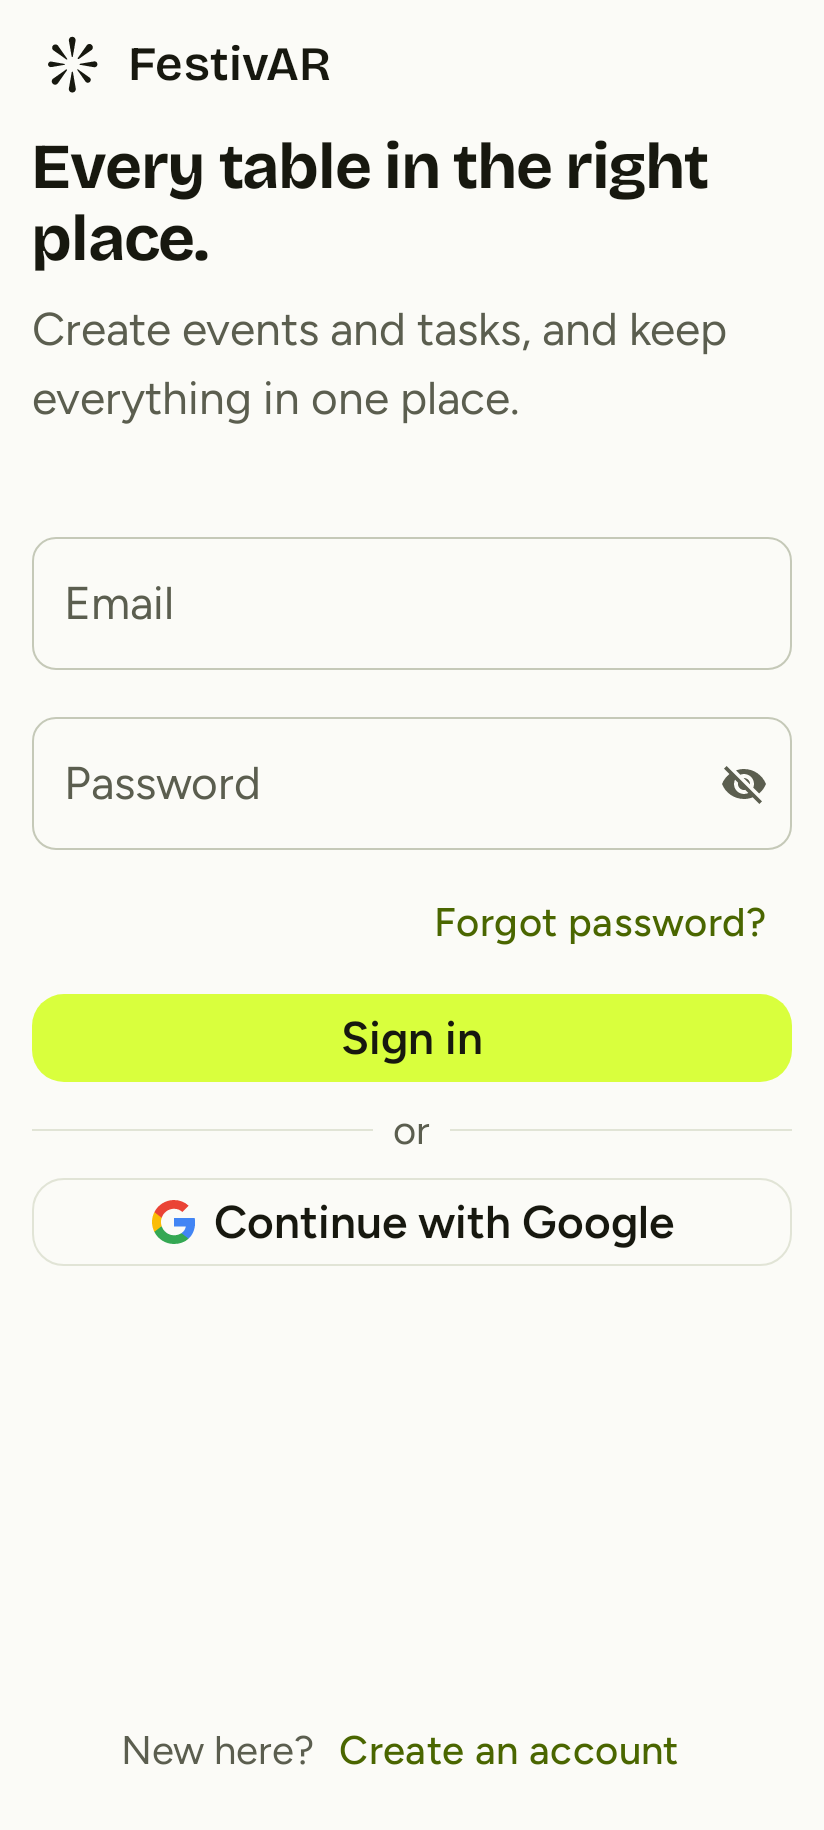 FestivAR
Every table in the right
place.
Create events and tasks, and keep
everything in one place.
Email
Password
Forgot password?
Sign in
or
Continue with Google
New here? Create an account